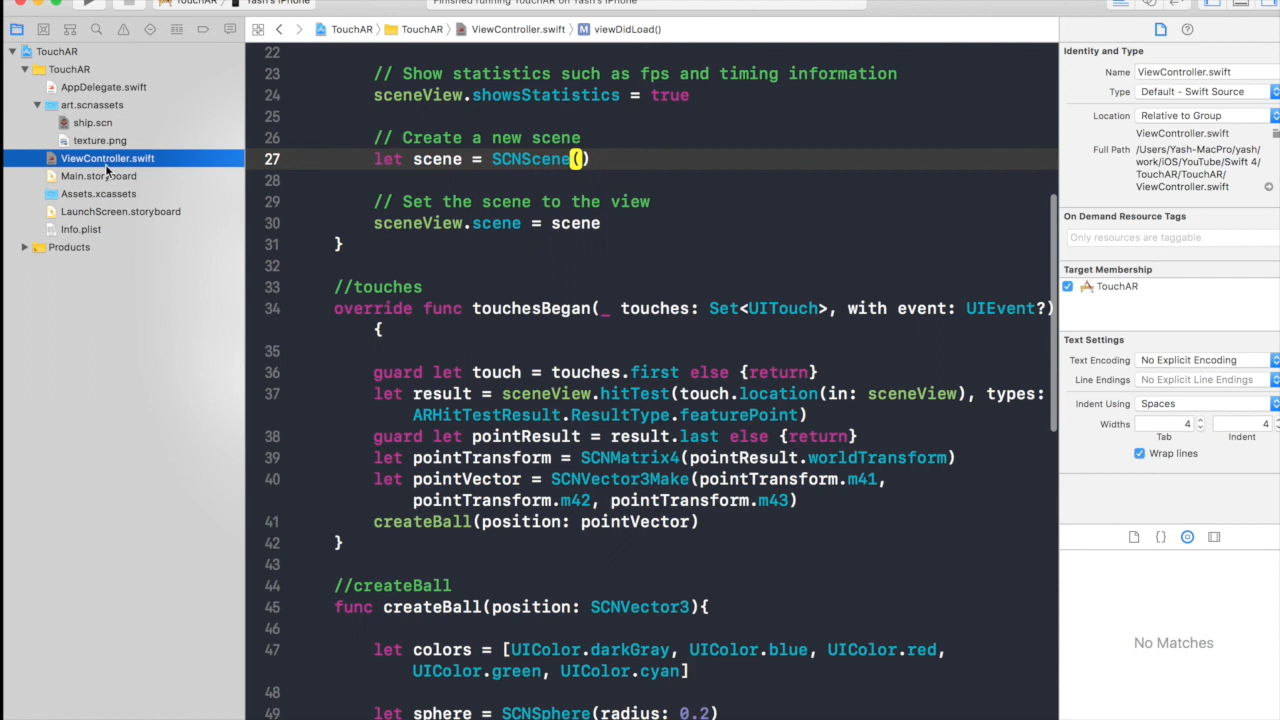 TouchAR
Yash's iPhone
Finished running TouchAR on Yash's iPhone
TouchAR
TouchAR
ViewController.swift
M
viewDidLoad()
TouchAR
TouchAR
AppDelegate.swift
art.scnassets
ship.scn
texture.png
ViewController.swift
Main.storyboard
Assets.xcassets
LaunchScreen.storyboard
Info.plist
Products
22
23 // Show statistics such as fps and timing information
24 sceneView.showsStatistics = true
25
26 // Create a new scene
27 let scene = SCNScene()
28
29 // Set the scene to the view
30 sceneView.scene = scene
31 }
32
33 //touches
34 override func touchesBegan(_ touches: Set<UITouch>, with event: UIEvent?)
{
35
36 guard let touch = touches.first else {return}
37 let result = sceneView.hitTest(touch.location(in: sceneView), types:
ARHitTestResult.ResultType.featurePoint)
38 guard let pointResult = result.last else {return}
39 let pointTransform = SCNMatrix4(pointResult.worldTransform)
40 let pointVector = SCNVector3Make(pointTransform.m41,
pointTransform.m42, pointTransform.m43)
41 createBall(position: pointVector)
42 }
43
44 //createBall
45 func createBall(position: SCNVector3){
46
47 let colors = [UIColor.darkGray, UIColor.blue, UIColor.red,
UIColor.green, UIColor.cyan]
48
49 let sphere = SCNSphere(radius: 0.2)
Identity and Type
Name ViewController.swift
Type Default - Swift Source
Location Relative to Group
ViewController.swift
Full Path /Users/Yash-MacPro/yash
work/iOS/YouTube/Swift 4/
TouchAR/TouchAR/
ViewController.swift
On Demand Resource Tags
Only resources are taggable
Target Membership
TouchAR
Text Settings
Text Encoding No Explicit Encoding
Line Endings No Explicit Line Endings
Indent Using Spaces
Widths 4 4
Tab Indent
Wrap lines
{}
No Matches